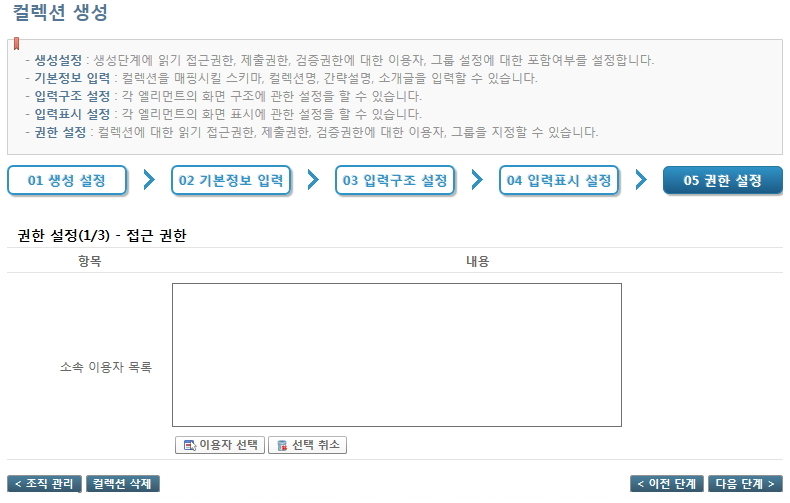 컬렉션 생성
- 생성설정 : 생성단계에 읽기 접근권한, 제출권한, 검증권한에 대한 이용자, 그룹 설정에 대한 포함여부를 설정합니다.
- 기본정보 입력 : 컬렉션을 매핑시킬 스키마, 컬렉션명, 간략설명, 소개글을 입력할 수 있습니다.
- 입력구조 설정 : 각 엘리먼트의 화면 구조에 관한 설정을 할 수 있습니다.
- 입력표시 설정 : 각 엘리먼트의 화면 표시에 관한 설정을 할 수 있습니다.
- 권한 설정 : 컬렉션에 대한 읽기 접근권한, 제출권한, 검증권한에 대한 이용자, 그룹을 지정할 수 있습니다.
01 생성 설정 02 기본정보 입력 03 입력구조 설정 04 입력표시 설정 05 권한 설정
권한 설정(1/3) - 접근 권한
항목 내용
소속 이용자 목록
이용자 선택 선택 취소
< 조직 관리 컬렉션 삭제 < 이전 단계 다음 단계 >